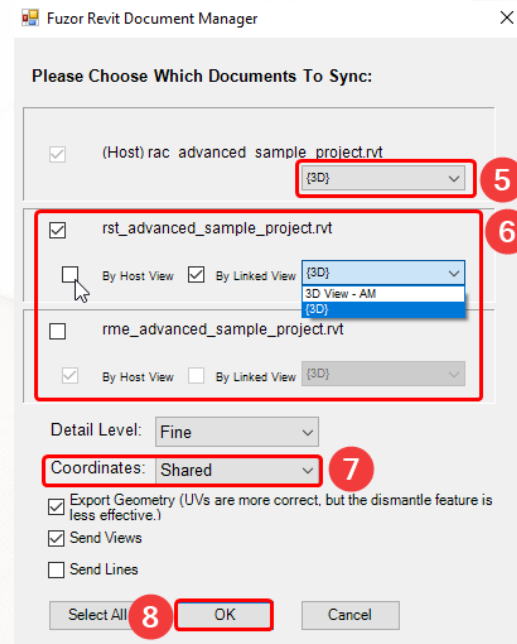 Fuzor Revit Document Manager
Please Choose Which Documents To Sync:
(Host) rac_advanced_sample_project.rvt
{3D}
5
6
rst_advanced_sample_project.rvt
By Host View By Linked View {3D}
3D View - AM
{3D}
rme_advanced_sample_project.rvt
By Host View By Linked View {3D}
Detail Level: Fine
Coordinates: Shared
7
Export Geometry (UVs are more correct, but the dismantle feature is
less effective.)
Send Views
Send Lines
Select All 8 OK Cancel